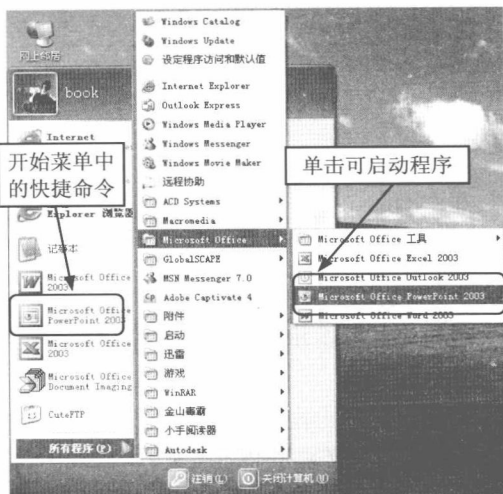 网上邻居
book
Internet
开始菜单中
的快捷命令
Explorer 浏览器
记事本
Microsoft Office
2003
Microsoft Office
PowerPoint 2003
Microsoft Office
2003
Microsoft Office
Document Imaging
CuteFTP
所有程序(P)
Windows Catalog
Windows Update
设定程序访问和默认值
Internet Explorer
Outlook Express
Windows Media Player
Windows Messenger
Windows Movie Maker
远程协助
ACD Systems
Macromedia
Microsoft Office
GlobalSCAPE
MSN Messenger 7.0
Adobe Captivate 4
附件
启动
迅雷
游戏
WinRAR
金山毒霸
小手阅读器
Autodesk
单击可启动程序
Microsoft Office 工具
Microsoft Office Excel 2003
Microsoft Office Outlook 2003
Microsoft Office PowerPoint 2003
Microsoft Office Word 2003
注销(L)
关闭计算机(U)